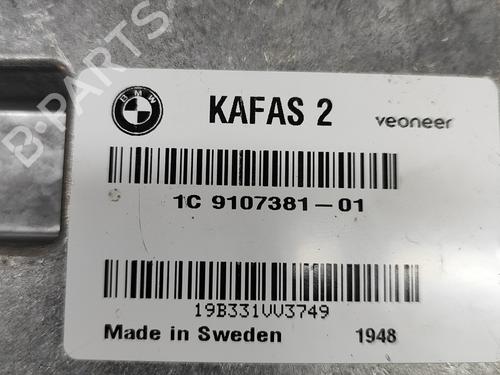 B-PARTS
BMW
KAFAS 2
veoneer
1C 9107381-01
19B331VV3749
Made in Sweden 1948